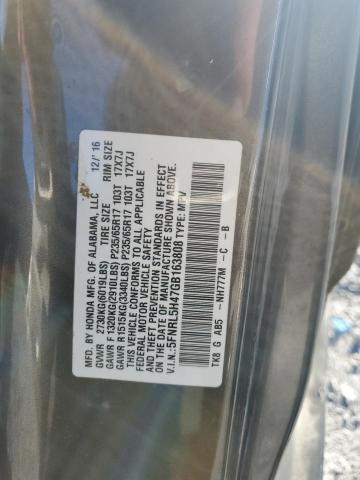 MFD. BY HONDA MFG. OF ALABAMA, LLC 12/ 16
GVWR 2730KG(6019LBS) TIRE SIZE RIM SIZE
GAWR F 1320KG(2910LBS) P235/65R17 103T 17X7J
GAWR R 1515KG(3340LBS) P235/65R17 103T 17X7J
THIS VEHICLE CONFORMS TO ALL APPLICABLE
FEDERAL MOTOR VEHICLE SAFETY
AND THEFT PREVENTION STANDARDS IN EFFECT
ON THE DATE OF MANUFACTURE SHOWN ABOVE.
V.I.N.:5FNRL5H47GB163808 TYPE: MPV
TK8 G AB5 -NH777M -C -B